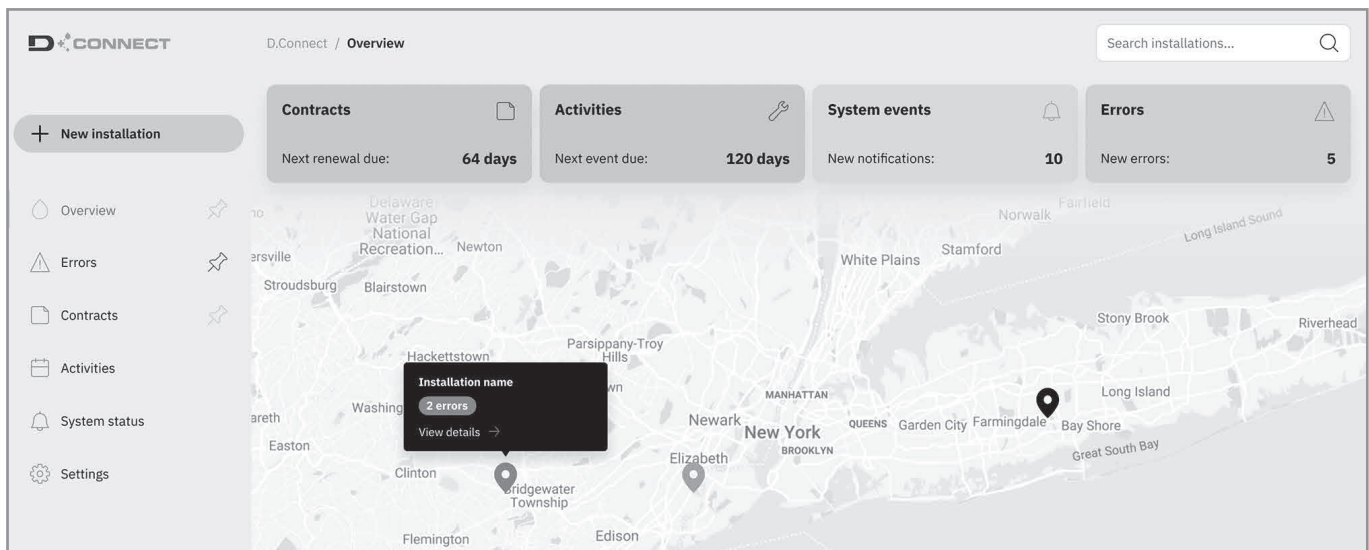 D CONNECT
D.Connect / Overview
Search installations...
New installation
Overview
Errors
Contracts
Activities
System status
Settings
Contracts
Next renewal due: 64 days
Activities
Next event due: 120 days
System events
New notifications: 10
Errors
New errors: 5
Delaware
Water Gap
National
Recreation...
Newton
Fairfield
Norwalk
Long Island Sound
Stamford
White Plains
ersville
Stroudsburg
Blairstown
Stony Brook
Riverhead
Parsippany-Troy
Hills
Hackettstown
Installation name
2 errors
View details
wn
MANHATTAN
Long Island
Washing
Newark
New York
QUEENS
Garden City
Farmingdale
Bay Shore
areth
Easton
BROOKLYN
Great South Bay
Elizabeth
Clinton
Bridgewater
Township
Edison
Flemington